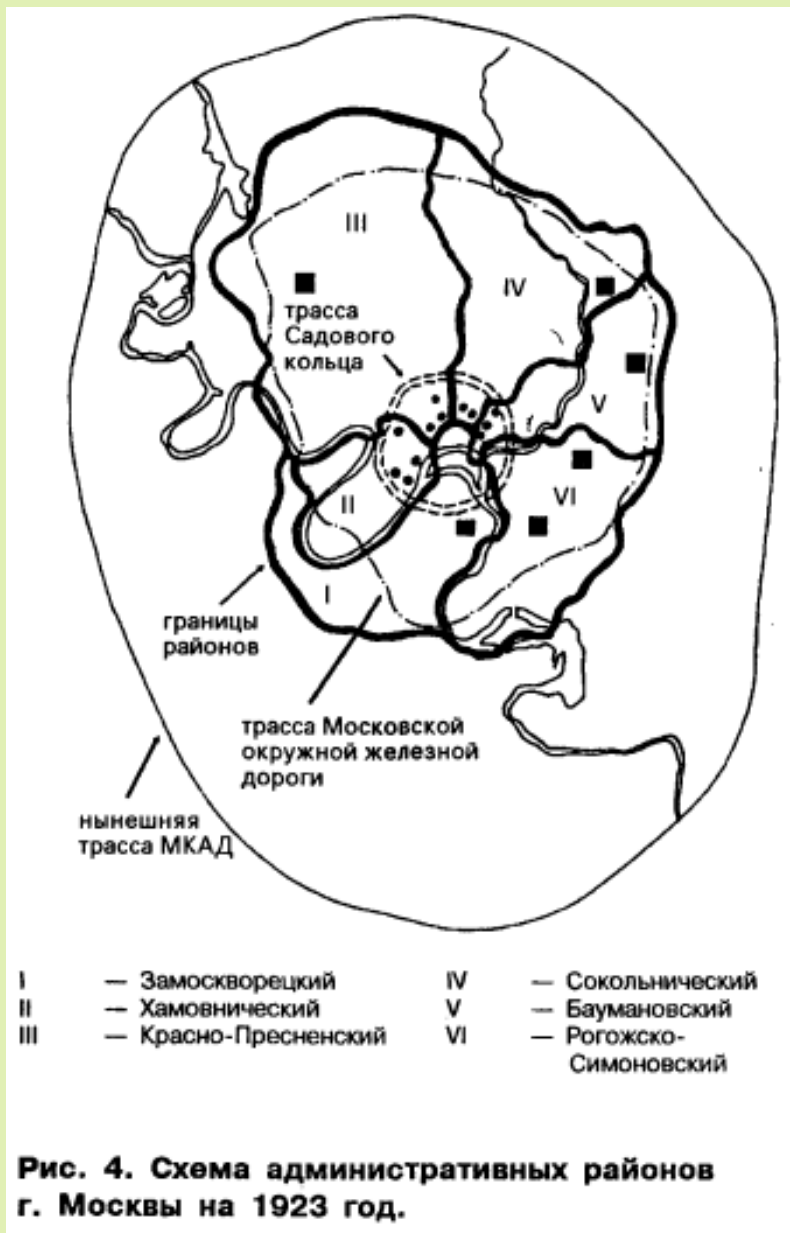 III
IV
трасса
Садового
кольца
V
II
VI
I
границы
районов
трасса Московской
окружной железной
дороги
нынешняя
трасса МКАД
I — Замоскворецкий
II — Хамовнический
III — Красно-Пресненский
IV — Сокольнический
V — Баумановский
VI — Рогожско-
Симоновский
Рис. 4. Схема административных районов
г. Москвы на 1923 год.